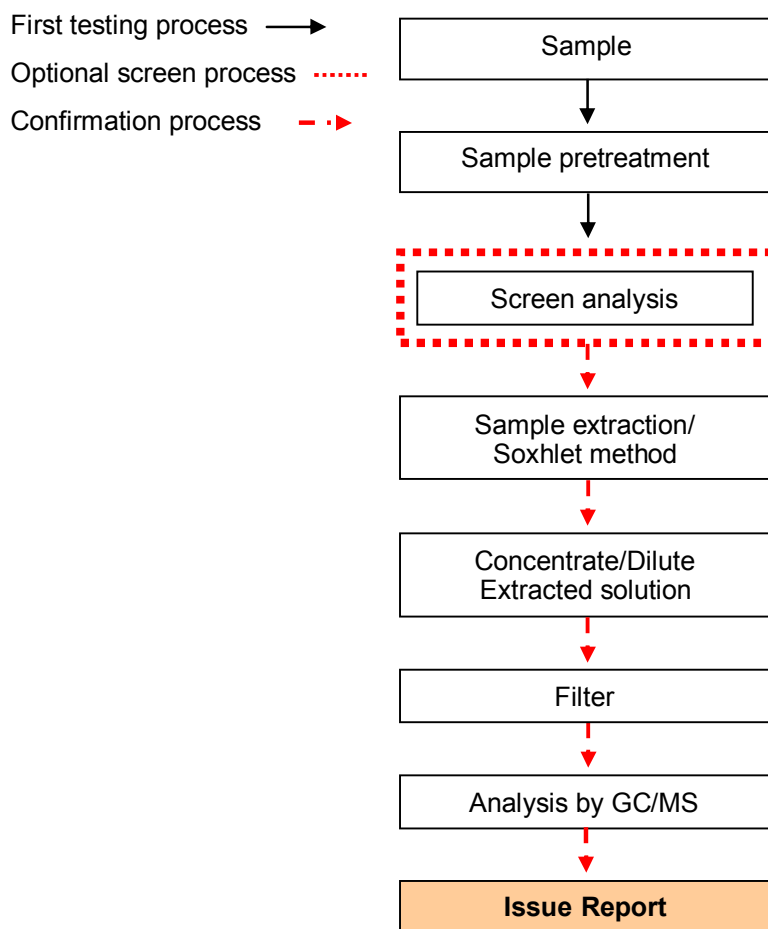 First testing process
Optional screen process
Confirmation process
Sample
Sample pretreatment
Screen analysis
Sample extraction/
Soxhlet method
Concentrate/Dilute
Extracted solution
Filter
Analysis by GC/MS
Issue Report